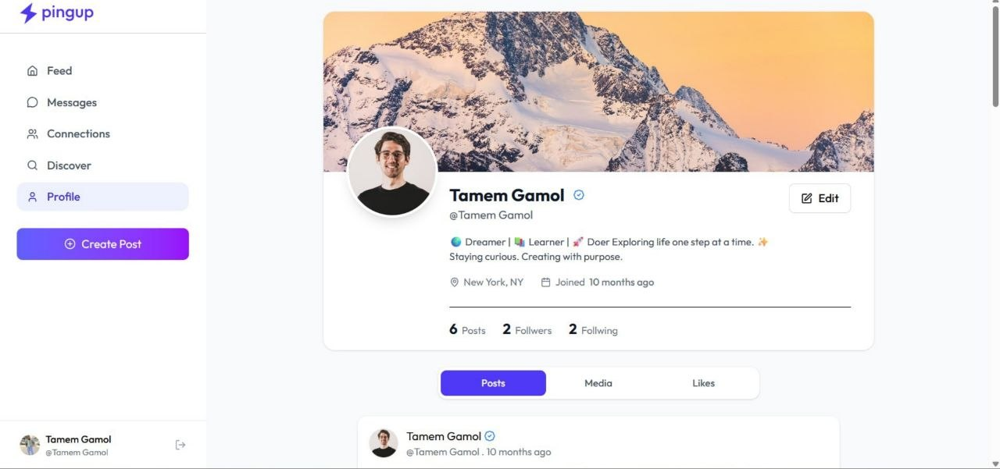 pingup
Feed
Messages
Connections
Discover
Profile
Create Post
Tamem Gamol
@Tamem Gamol
Tamem Gamol
Edit
@Tamem Gamol
🌍 Dreamer | 📚 Learner | 🚀 Doer Exploring life one step at a time. ✨
Staying curious. Creating with purpose.
New York, NY Joined 10 months ago
6 Posts 2 Follwers 2 Follwing
Posts Media Likes
Tamem Gamol
@Tamem Gamol . 10 months ago